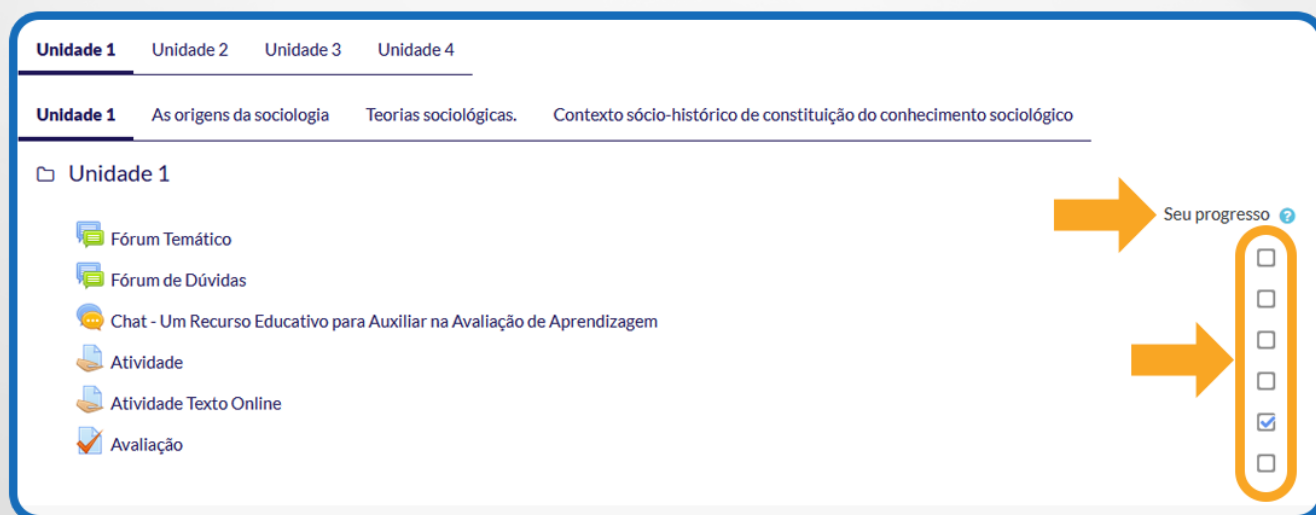 Unidade 1 Unidade 2 Unidade 3 Unidade 4
Unidade 1 As origens da sociologia Teorias sociológicas. Contexto sócio-histórico de constituição do conhecimento sociológico
Unidade 1
Seu progresso ?
Fórum Temático
Fórum de Dúvidas
Chat - Um Recurso Educativo para Auxiliar na Avaliação de Aprendizagem
Atividade
Atividade Texto Online
Avaliação